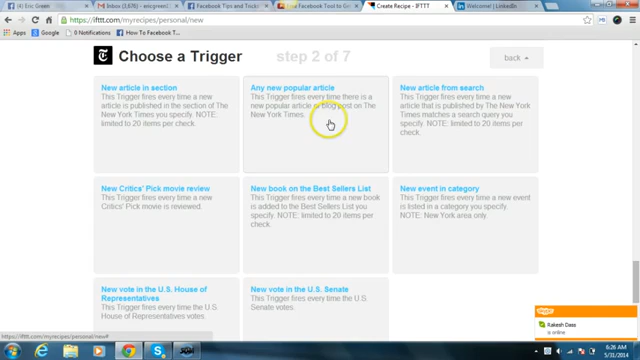 (4) Eric Green
Inbox (3,676) - ericgreen1
Facebook Tips and Tricks
Free Facebook Tool to Ge
Create Recipe - IFTTT
Welcome! | LinkedIn
https://ifttt.com/myrecipes/personal/new
Apps
Google
(10) Facebook
How To Facebook
Choose a Trigger step 2 of 7
back
New article in section
This Trigger fires every time a new
article is published in the section of The
New York Times you specify. NOTE:
limited to 20 items per check.
Any new popular article
This Trigger fires every time there is a
new popular article or blog post on The
New York Times.
New article from search
This Trigger fires every time a new
article that is published by The New York
Times matches a search query you
specify. NOTE: limited to 20 items per
check.
New Critics' Pick movie review
This Trigger fires every time a new
Critics' Pick movie is reviewed.
New book on the Best Sellers List
This Trigger fires every time a new book
is added to the Best Sellers List you
specify. NOTE: limited to 20 items per
check.
New event in category
This Trigger fires every time a new event
is listed in a category you specify.
NOTE: New York area only.
New vote in the U.S. House of
Representatives
This Trigger fires every time the U.S.
House of Representatives votes.
New vote in the U.S. Senate
This Trigger fires every time the U.S.
Senate votes.
Rakesh Dass
is online
https://ifttt.com/myrecipes/personal/new#
6:26 AM
5/31/2014